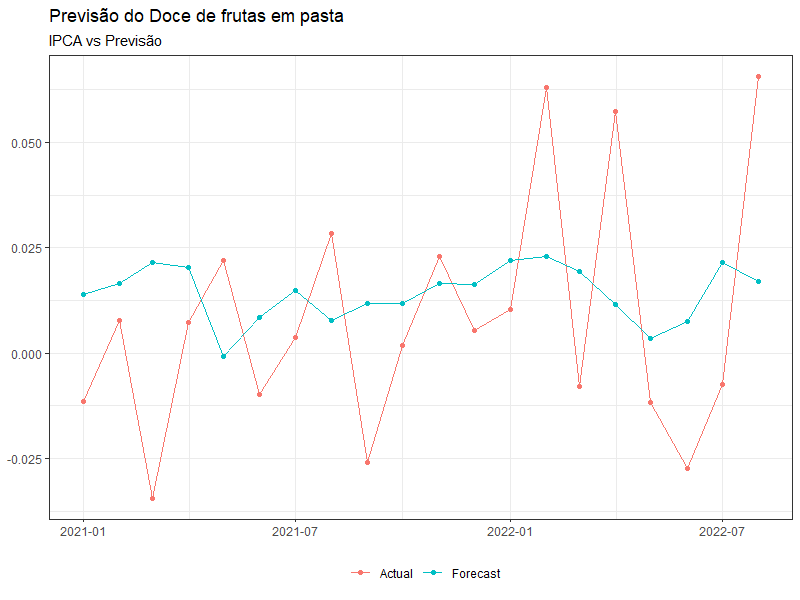 Previsão do Doce de frutas em pasta
IPCA vs Previsão
0.050
0.025
0.000
-0.025
2021-01 2021-07 2022-01 2022-07
Actual Forecast